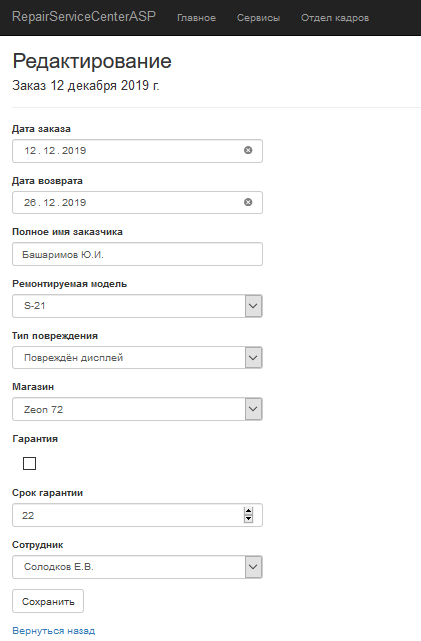 RepairServiceCenterASP Главное Сервисы Отдел кадров
Редактирование
Заказ 12 декабря 2019 г.
Дата заказа
12.12.2019
Дата возврата
26.12.2019
Полное имя заказчика
Башаримов Ю.И.
Ремонтируемая модель
S-21
Тип повреждения
Повреждён дисплей
Магазин
Zeon 72
Гарантия
Срок гарантии
22
Сотрудник
Солодков Е.В.
Сохранить
Вернуться назад